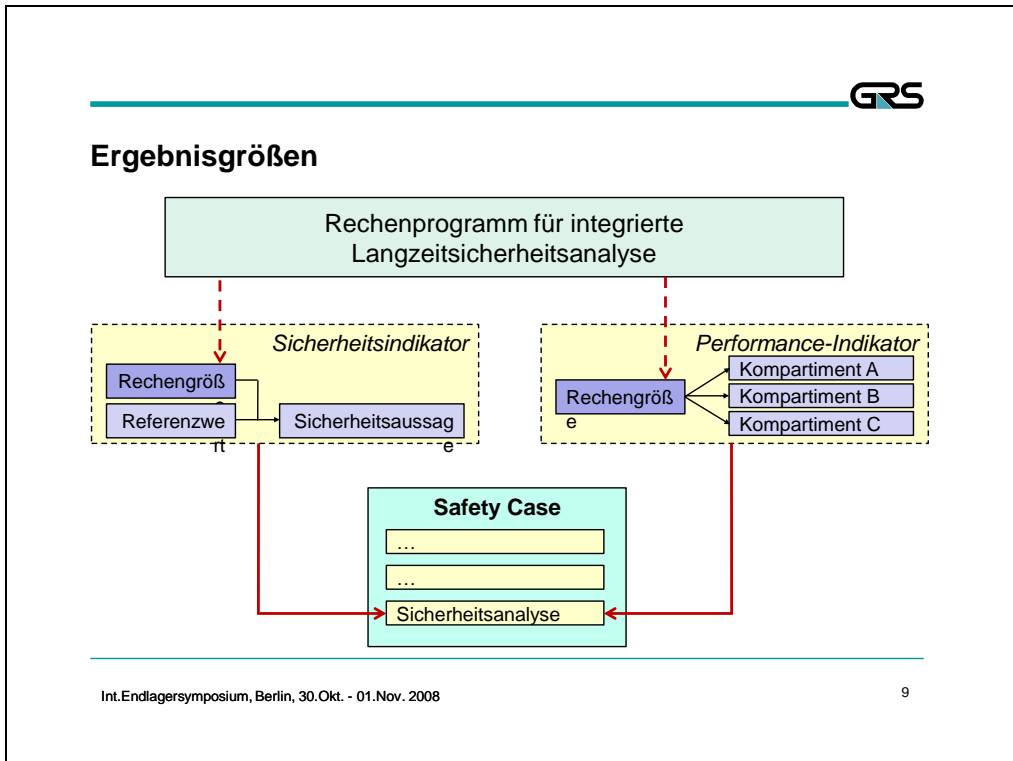 GRS
Ergebnisgrößen
Rechenprogramm für integrierte
Langzeitsicherheitsanalyse
Sicherheitsindikator
Rechengröß
e
Referenzwe
rt
Sicherheitsaussag
e
Performance-Indikator
Rechengröß
e
Kompartiment A
Kompartiment B
Kompartiment C
Safety Case
…
…
Sicherheitsanalyse
Int.Endlagersymposium, Berlin, 30.Okt. - 01.Nov. 2008
9